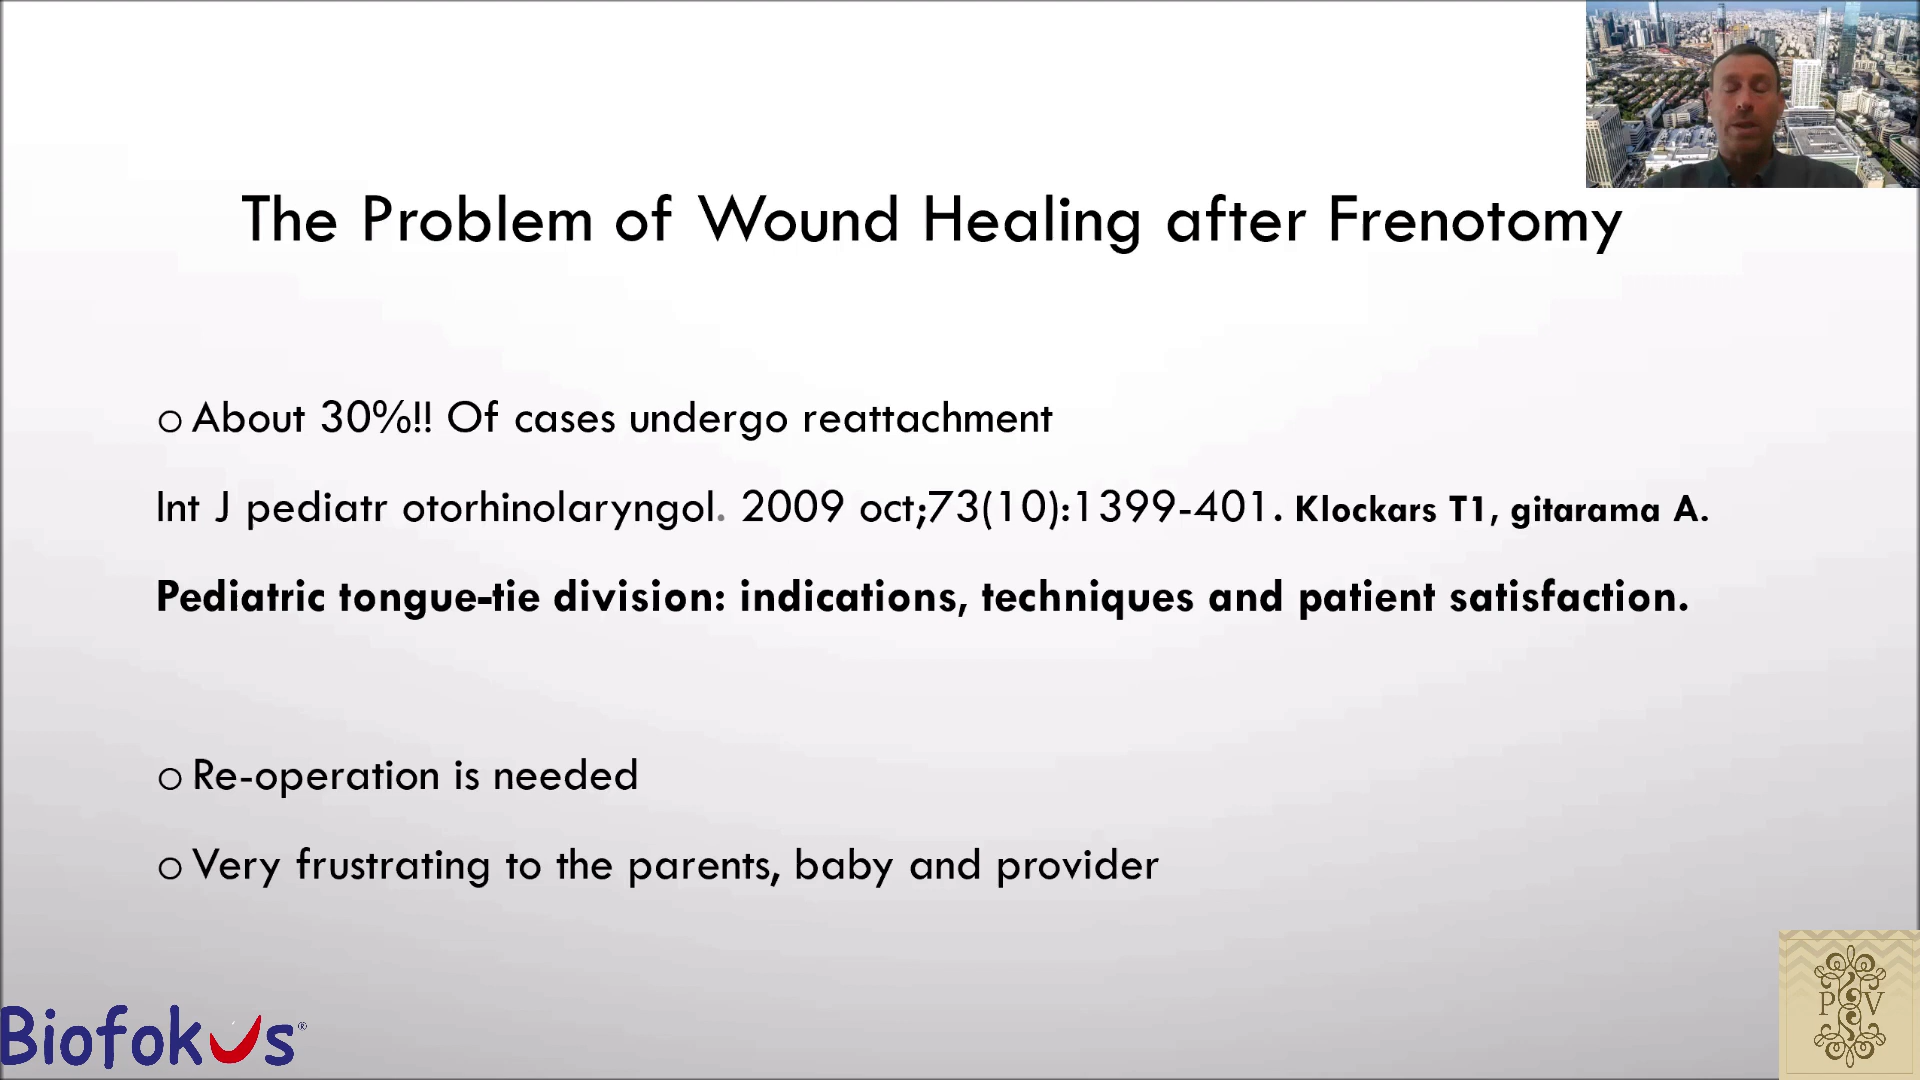 The Problem of Wound Healing after Frenotomy
o About 30%!! Of cases undergo reattachment
Int J pediatr otorhinolaryngol. 2009 oct;73(10):1399-401. Klockars T1, gitarama A.
Pediatric tongue-tie division: indications, techniques and patient satisfaction.
o Re-operation is needed
o Very frustrating to the parents, baby and provider
Biofokus®
P S V
S